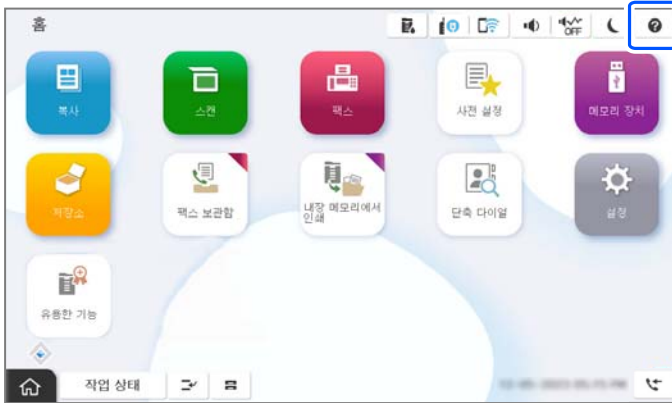 홈
OFF
?
복사
스캔
팩스
사전 설정
메모리 장치
저장소
팩스 보관함
내장 메모리에서
인쇄
단축 다이얼
설정
유용한 기능
작업 상태